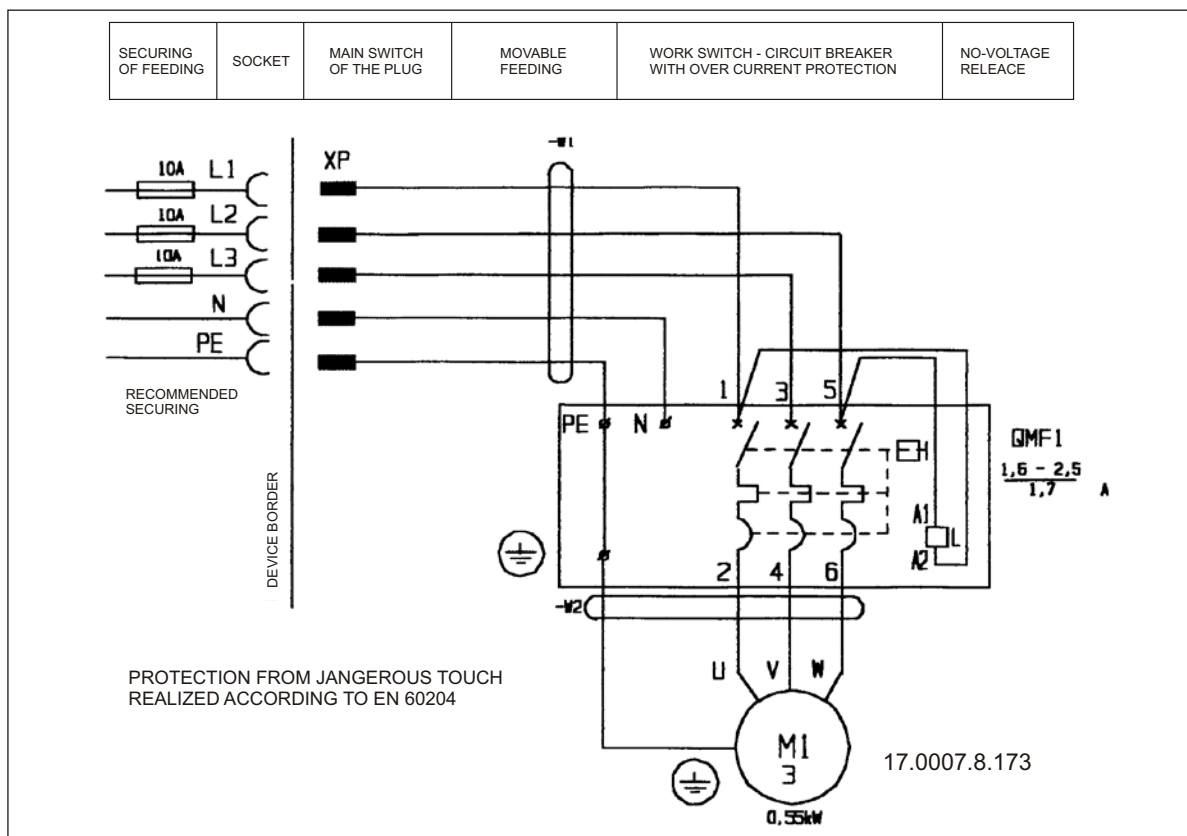 SECURING
OF FEEDING
SOCKET
MAIN SWITCH
OF THE PLUG
MOVABLE
FEEDING
WORK SWITCH - CIRCUIT BREAKER
WITH OVER CURRENT PROTECTION
NO-VOLTAGE
RELEACE
10A L1
XP
-W1
10A L2
10A L3
N
PE
RECOMMENDED
SECURING
DEVICE BORDER
1 3 5
PE N
QMF1
1,6 - 2,5
1,7 A
A1
A2
2 4 6
-W2
U V W
PROTECTION FROM JANGEROUS TOUCH
REALIZED ACCORDING TO EN 60204
M1
3
17.0007.8.173
0,55kW